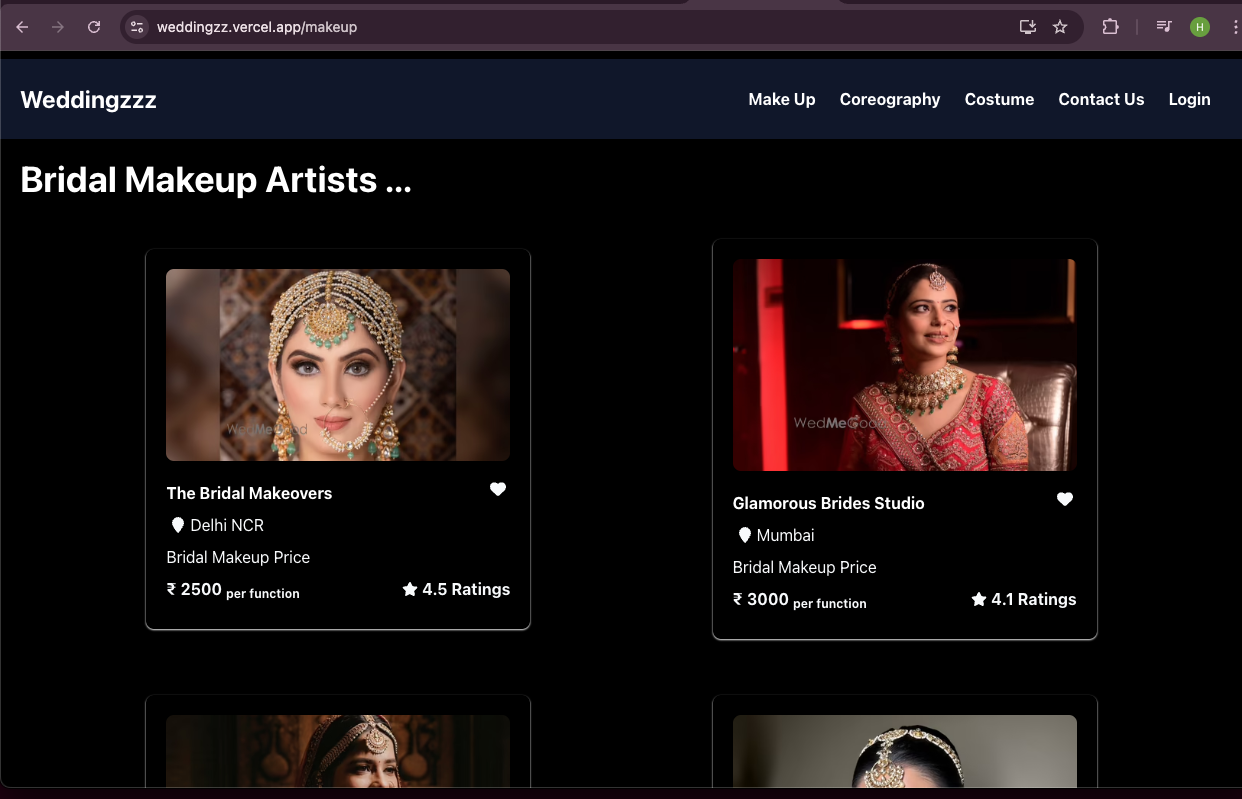 weddingzz.vercel.app/makeup
H
Weddingzzz
Make Up Coreography Costume Contact Us Login
Bridal Makeup Artists ...
WedMeGood
The Bridal Makeovers
Delhi NCR
Bridal Makeup Price
₹ 2500 per function
4.5 Ratings
WedMeGood
Glamorous Brides Studio
Mumbai
Bridal Makeup Price
₹ 3000 per function
4.1 Ratings